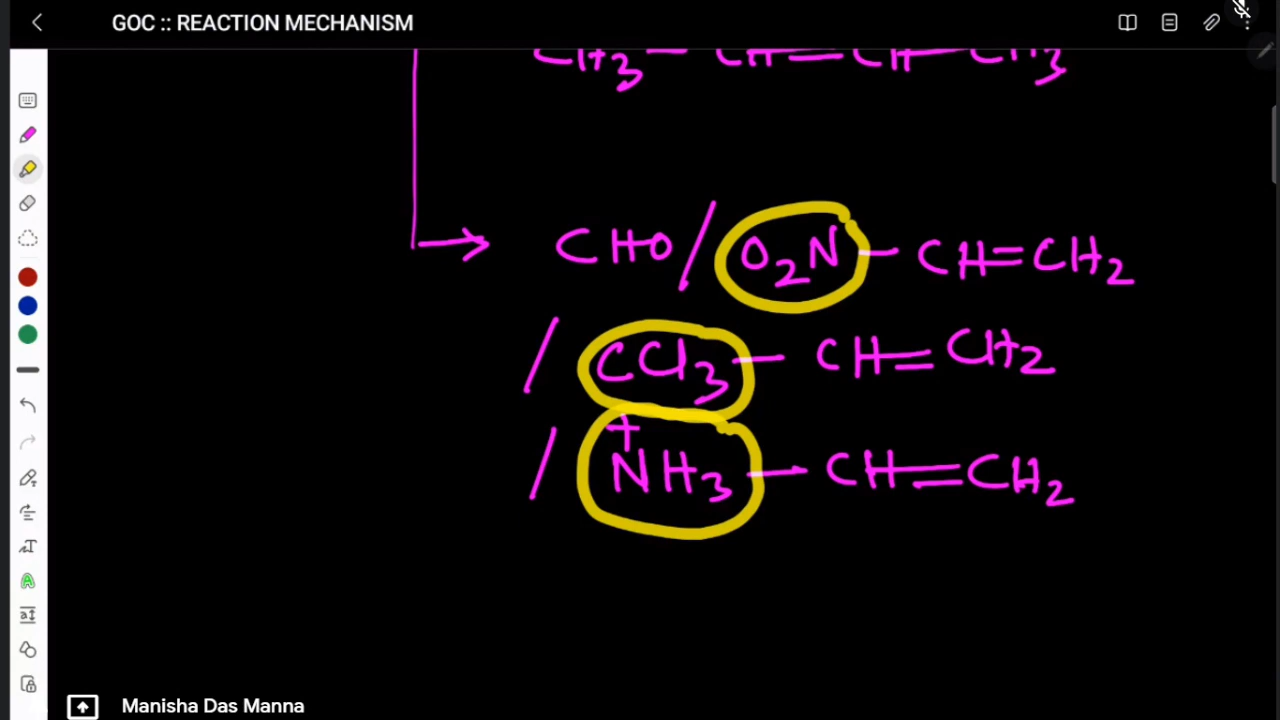 GOC :: REACTION MECHANISM
CH3 — CH = CH — CH3
→ CHO / O2N — CH = CH2
/ CCl3 — CH = CH2
+
/ NH3 — CH = CH2
Manisha Das Manna